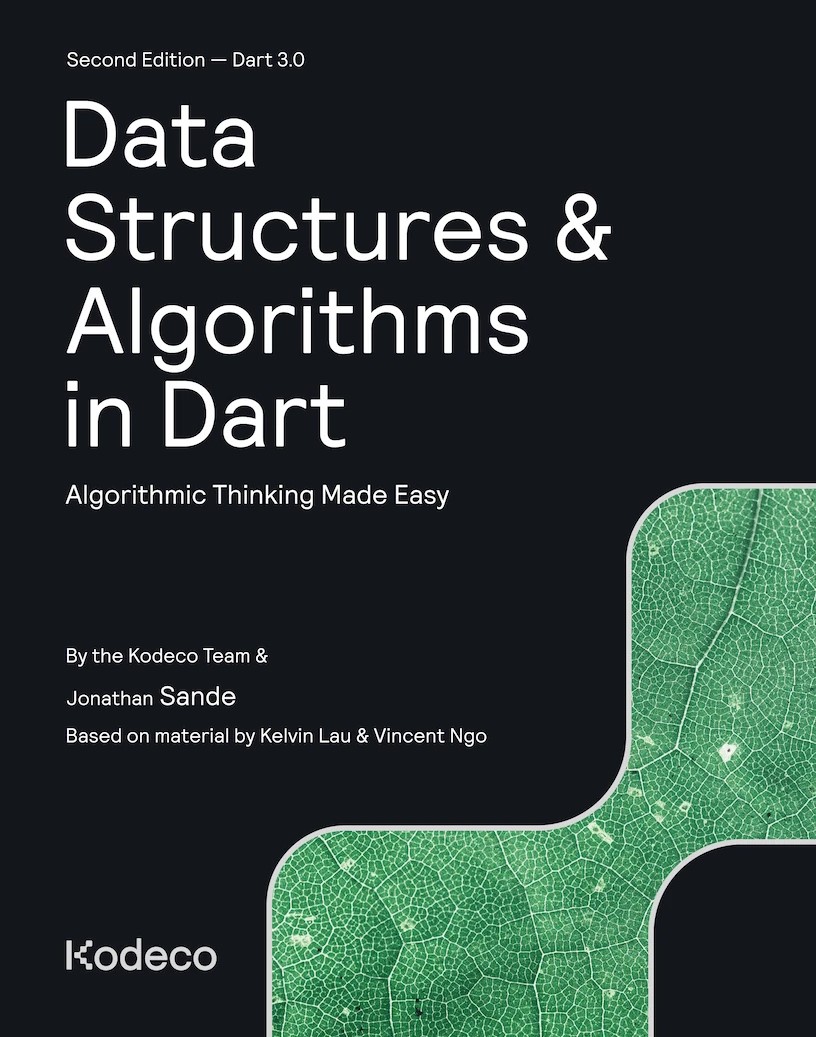 Second Edition — Dart 3.0
Data
Structures &
Algorithms
in Dart
Algorithmic Thinking Made Easy
By the Kodeco Team &
Jonathan Sande
Based on material by Kelvin Lau & Vincent Ngo
Kodeco